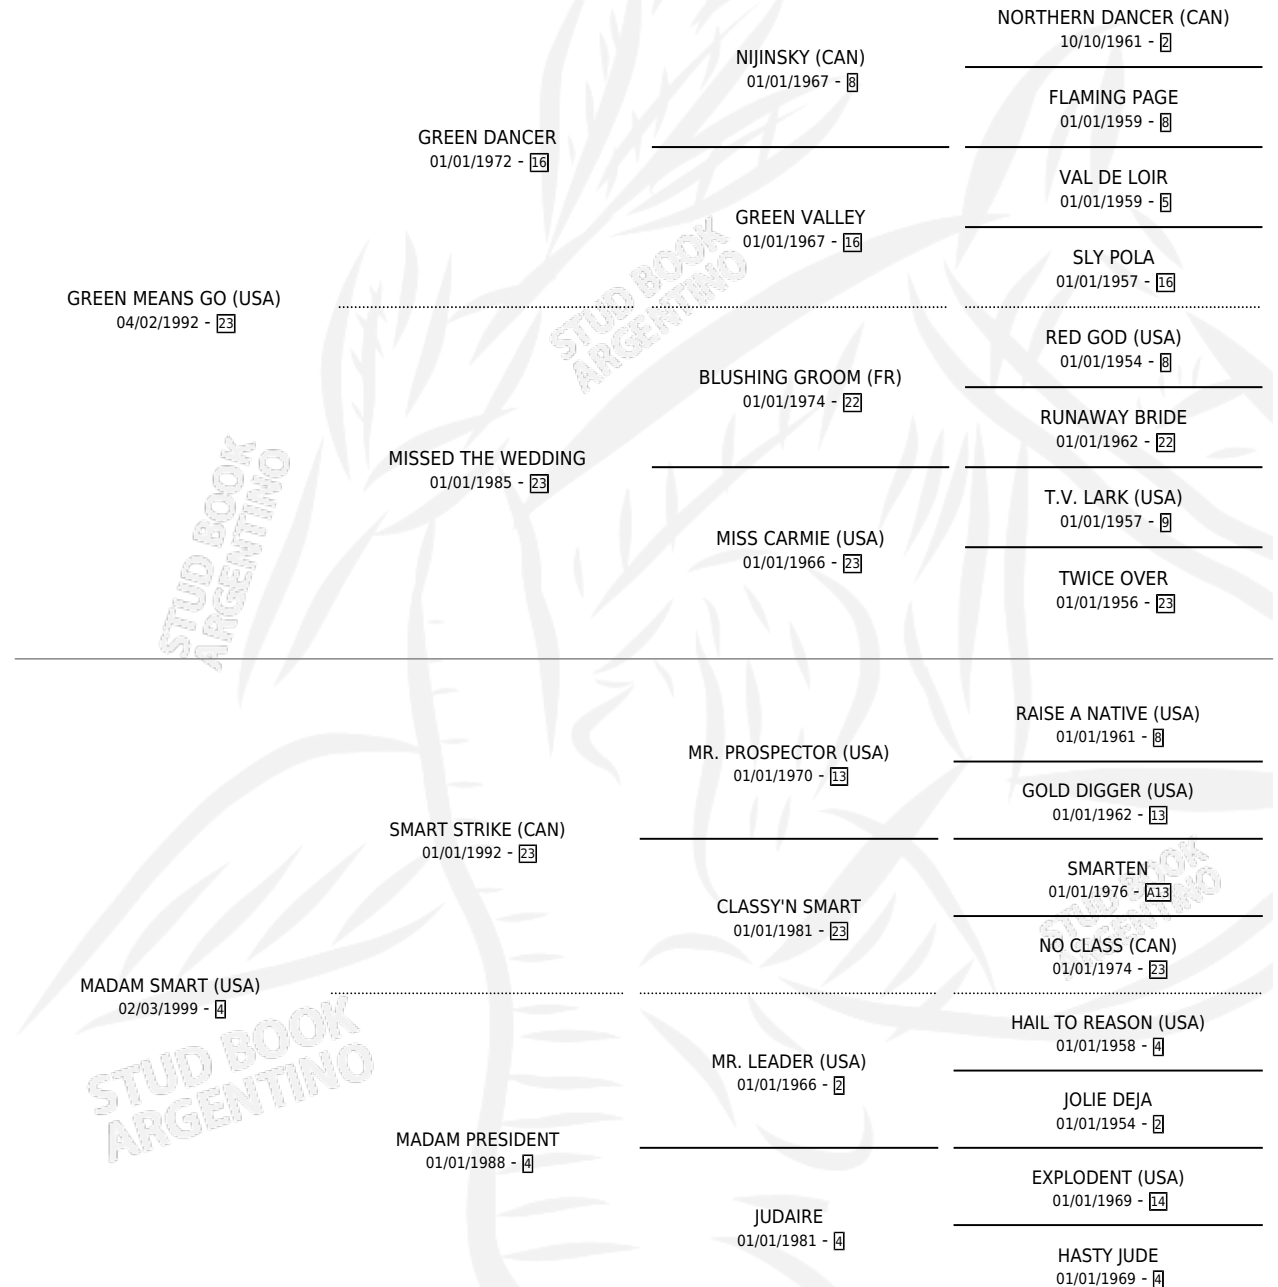 NORTHERN DANCER (CAN)
10/10/1961 - 2
NIJINSKY (CAN)
01/01/1967 - 8
FLAMING PAGE
01/01/1959 - 8
GREEN DANCER
01/01/1972 - 16
VAL DE LOIR
01/01/1959 - 5
GREEN VALLEY
01/01/1967 - 16
SLY POLA
01/01/1957 - 16
GREEN MEANS GO (USA)
04/02/1992 - 23
STUD BOOK
ARGENTINO
RED GOD (USA)
01/01/1954 - 8
BLUSHING GROOM (FR)
01/01/1974 - 22
RUNAWAY BRIDE
01/01/1962 - 22
MISSED THE WEDDING
01/01/1985 - 23
T.V. LARK (USA)
01/01/1957 - 9
MISS CARMIE (USA)
01/01/1966 - 23
TWICE OVER
01/01/1956 - 23
STUD BOOK
ARGENTINO
RAISE A NATIVE (USA)
01/01/1961 - 8
MR. PROSPECTOR (USA)
01/01/1970 - 13
GOLD DIGGER (USA)
01/01/1962 - 13
SMART STRIKE (CAN)
01/01/1992 - 23
SMARTEN
01/01/1976 - A13
CLASSY'N SMART
01/01/1981 - 23
STUD BOOK
ARGENTINO
NO CLASS (CAN)
01/01/1974 - 23
MADAM SMART (USA)
02/03/1999 - 4
HAIL TO REASON (USA)
01/01/1958 - 4
STUD BOOK
ARGENTINO
MR. LEADER (USA)
01/01/1966 - 2
JOLIE DEJA
01/01/1954 - 2
MADAM PRESIDENT
01/01/1988 - 4
EXPLODENT (USA)
01/01/1969 - 14
JUDAIRE
01/01/1981 - 4
HASTY JUDE
01/01/1969 - 4